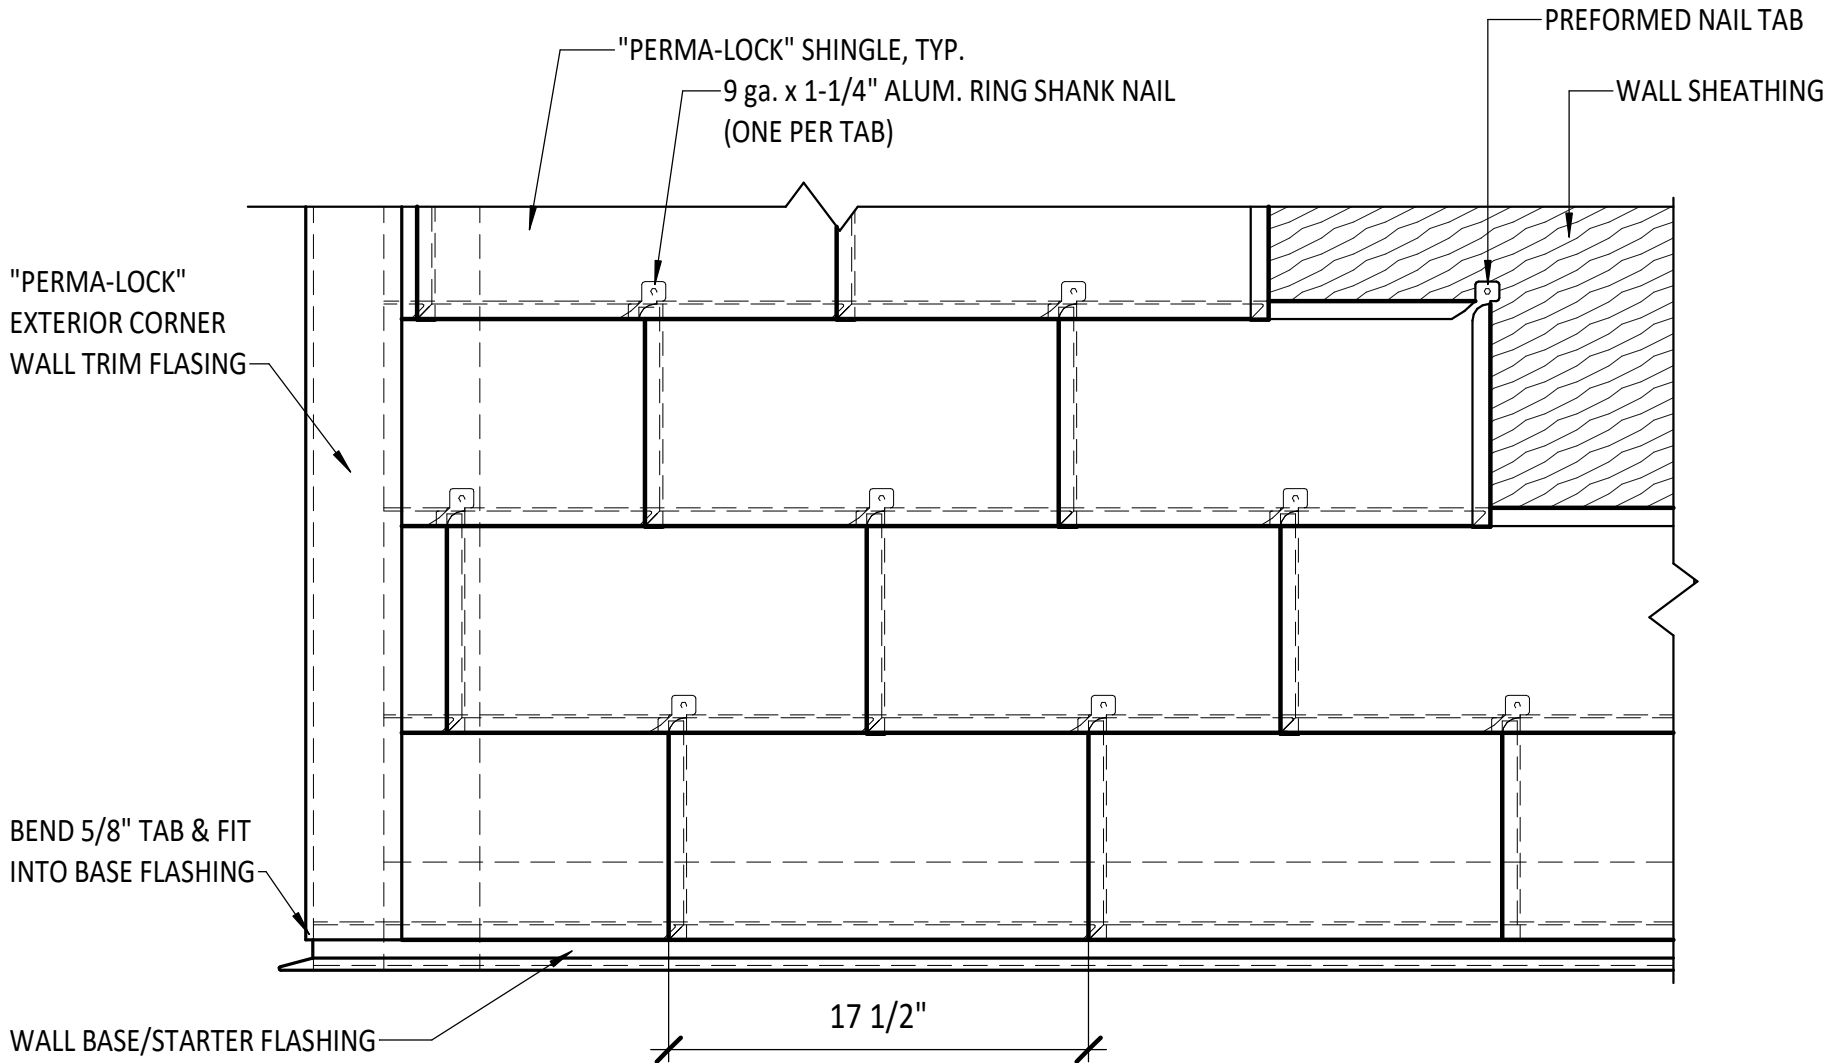 PREFORMED NAIL TAB
"PERMA-LOCK" SHINGLE, TYP.
9 ga. x 1-1/4" ALUM. RING SHANK NAIL
(ONE PER TAB)
WALL SHEATHING
"PERMA-LOCK"
EXTERIOR CORNER
WALL TRIM FLASING
BEND 5/8" TAB & FIT
INTO BASE FLASHING
WALL BASE/STARTER FLASHING
17 1/2"